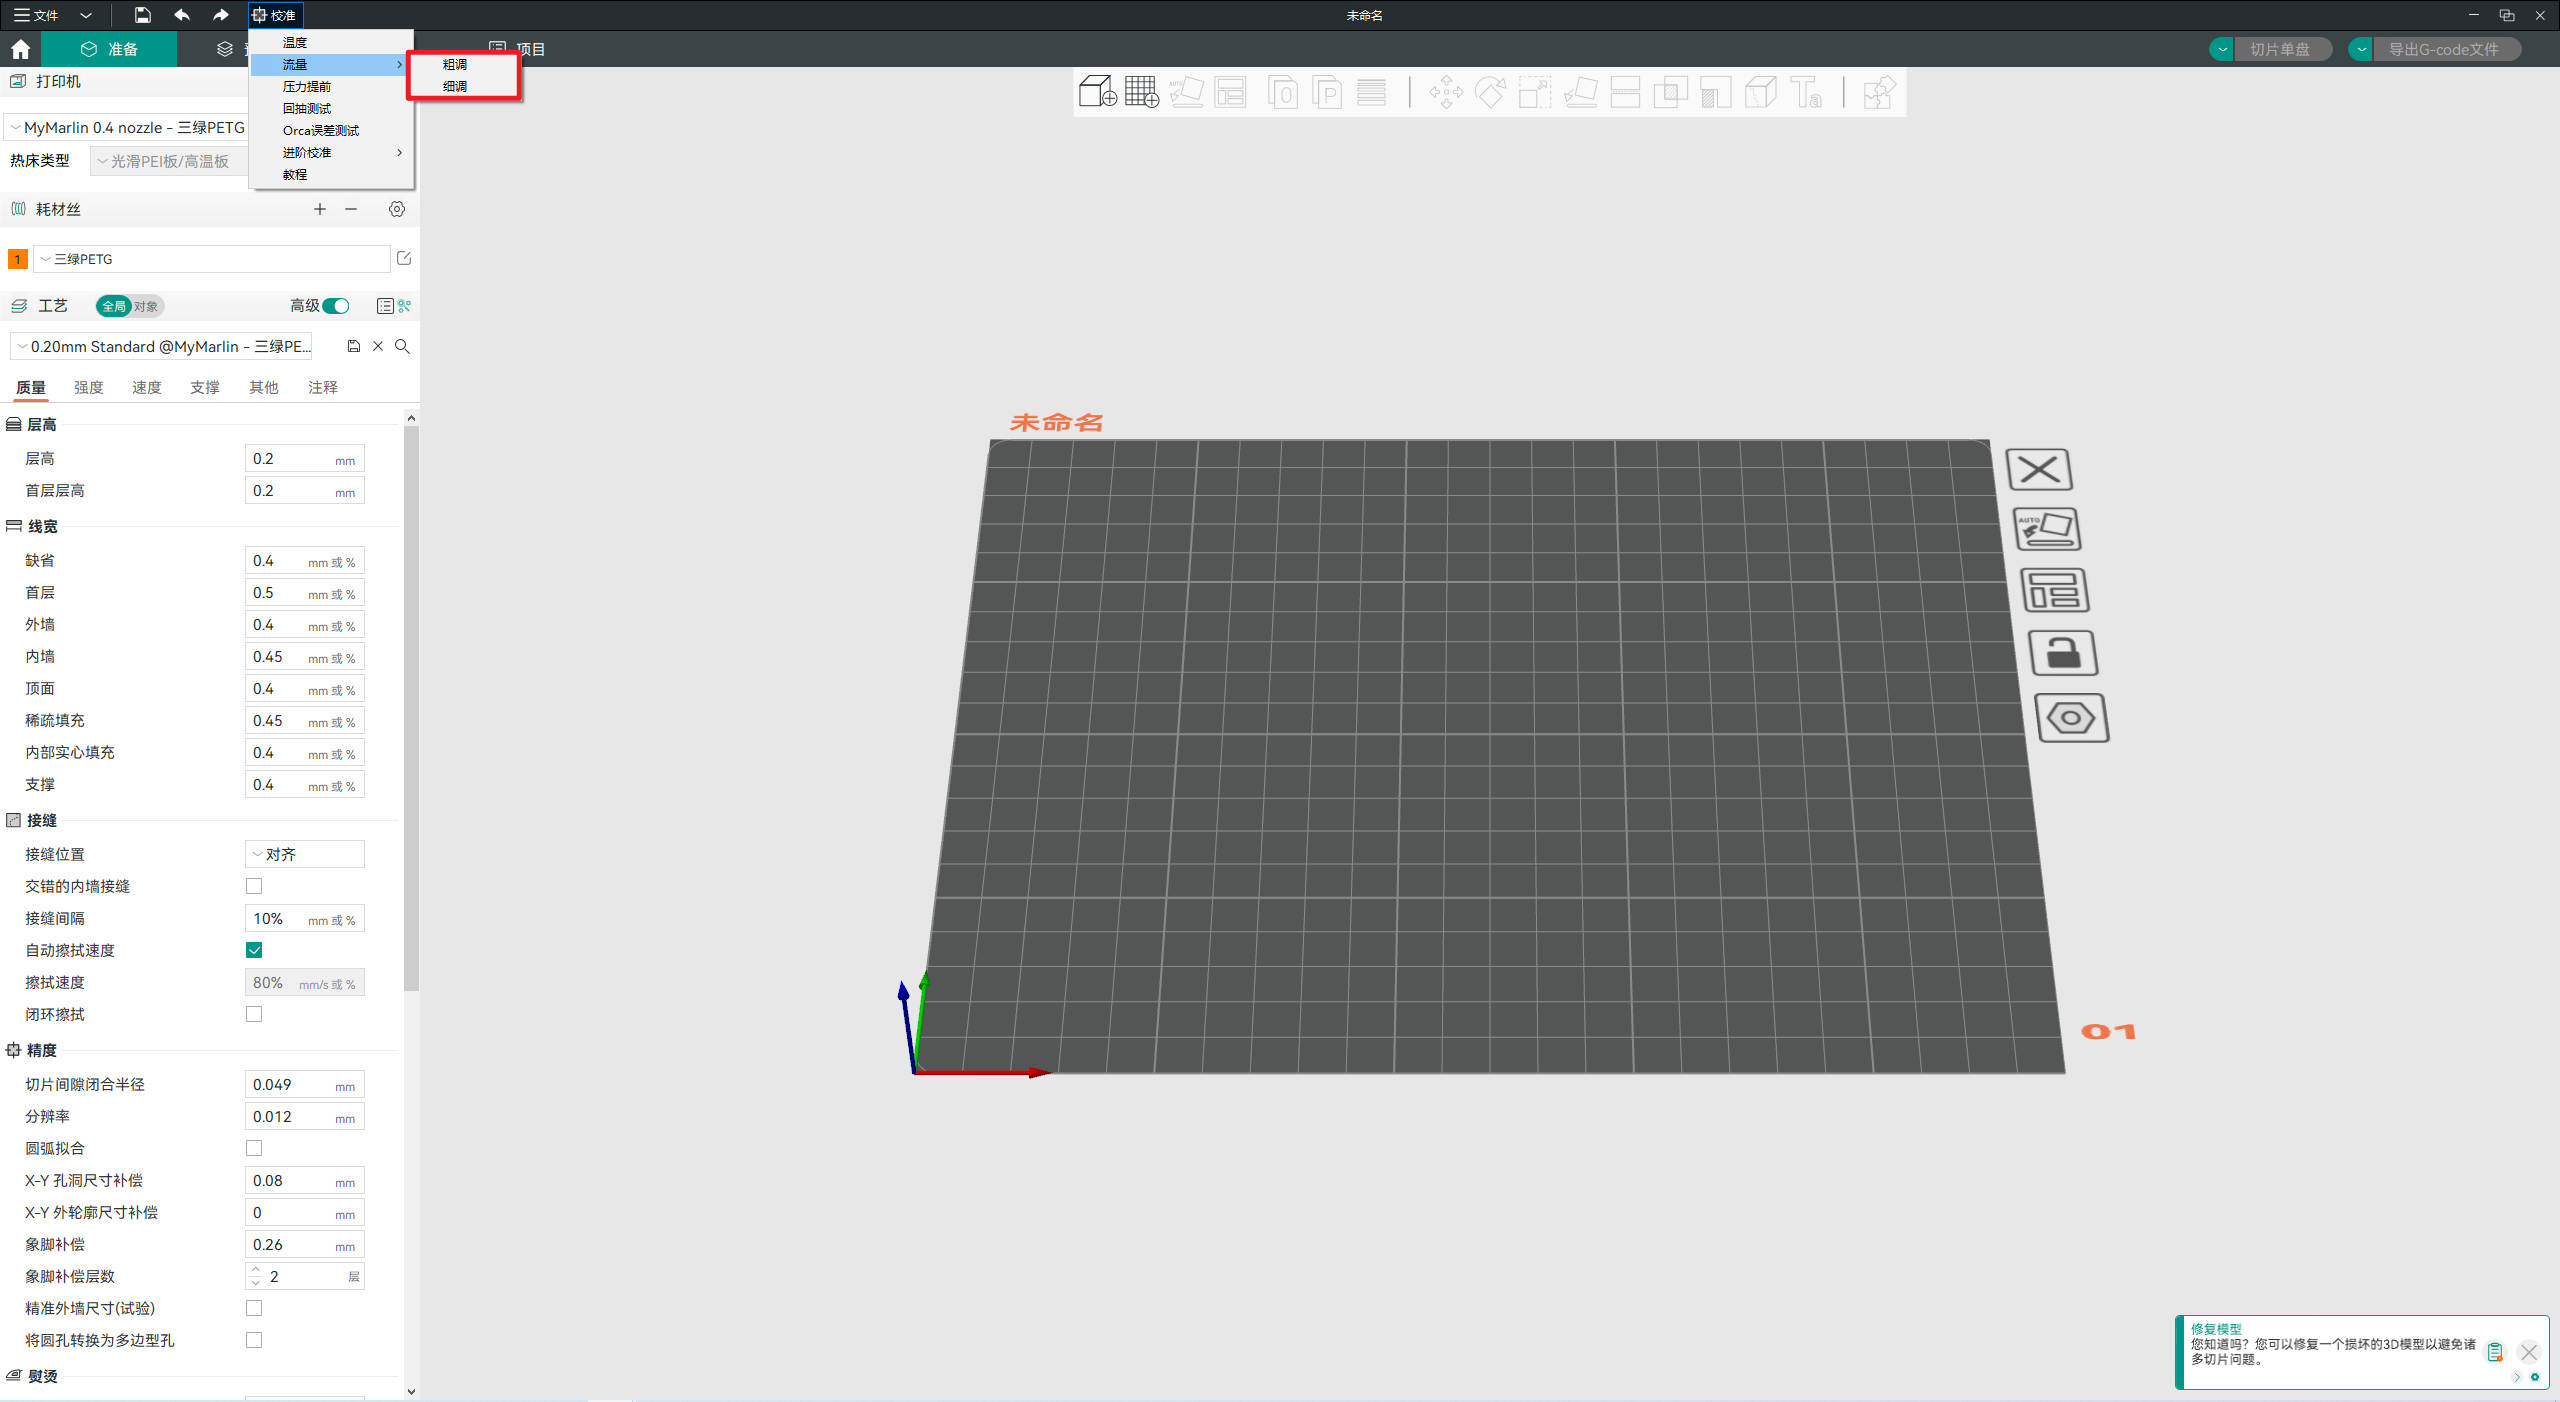 文件
校准
未命名
准备
项目
切片单盘
导出G-code文件
温度
流量
压力提前
回抽测试
Orca误差测试
进阶校准
教程
粗调
细调
打印机
MyMarlin 0.4 nozzle - 三绿PETG
热床类型
光滑PEI板/高温板
耗材丝
1
三绿PETG
工艺
全局
对象
高级
0.20mm Standard @MyMarlin - 三绿PE...
质量
强度
速度
支撑
其他
注释
层高
层高 0.2 mm
首层层高 0.2 mm
线宽
缺省 0.4 mm 或 %
首层 0.5 mm 或 %
外墙 0.4 mm 或 %
内墙 0.45 mm 或 %
顶面 0.4 mm 或 %
稀疏填充 0.45 mm 或 %
内部实心填充 0.4 mm 或 %
支撑 0.4 mm 或 %
接缝
接缝位置 对齐
交错的内墙接缝
接缝间隔 10% mm 或 %
自动擦拭速度
擦拭速度 80% mm/s 或 %
闭环擦拭
精度
切片间隙闭合半径 0.049 mm
分辨率 0.012 mm
圆弧拟合
X-Y 孔洞尺寸补偿 0.08 mm
X-Y 外轮廓尺寸补偿 0 mm
象脚补偿 0.26 mm
象脚补偿层数 2 层
精准外墙尺寸(试验)
将圆孔转换为多边型孔
熨烫
未命名
AUTO
01
修复模型
您知道吗？您可以修复一个损坏的3D模型以避免诸
多切片问题。